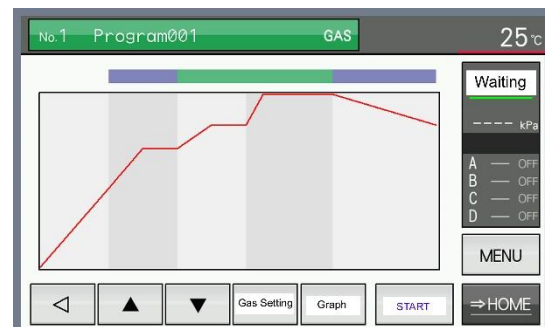 No.1 Program001 GAS 25℃
Waiting
---- kPa
A — OFF
B — OFF
C — OFF
D — OFF
MENU
Gas Setting Graph START ⇒HOME